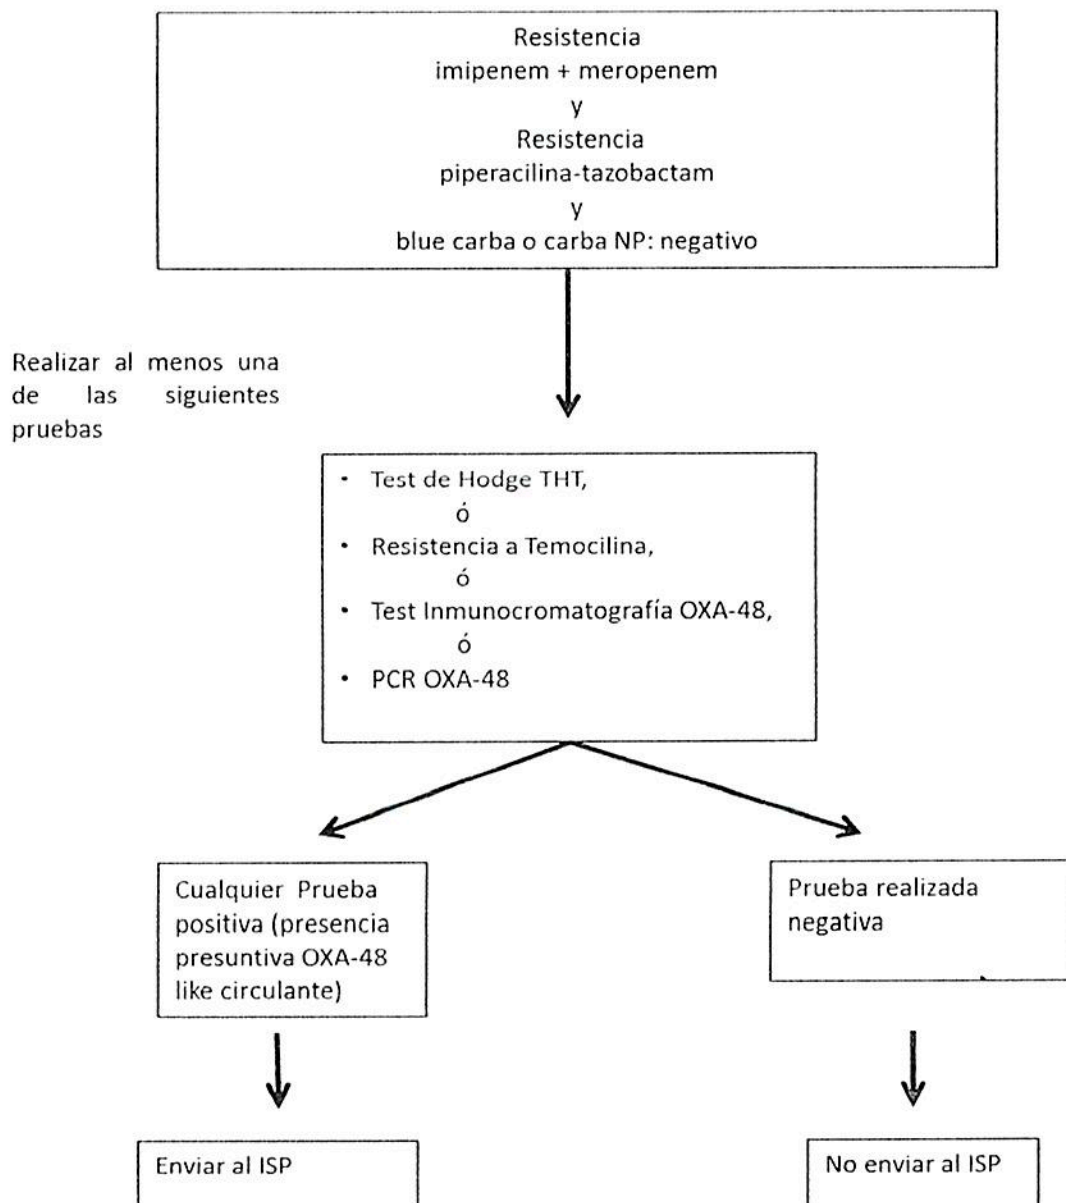 Resistencia
imipenem + meropenem
y
Resistencia
piperacilina-tazobactam
y
blue carba o carba NP: negativo
Realizar al menos una
de las siguientes
pruebas
• Test de Hodge THT,
ó
• Resistencia a Temocilina,
ó
• Test Inmunocromatografía OXA-48,
ó
• PCR OXA-48
Cualquier Prueba
positiva (presencia
presuntiva OXA-48
like circulante)
Prueba realizada
negativa
Enviar al ISP
No enviar al ISP